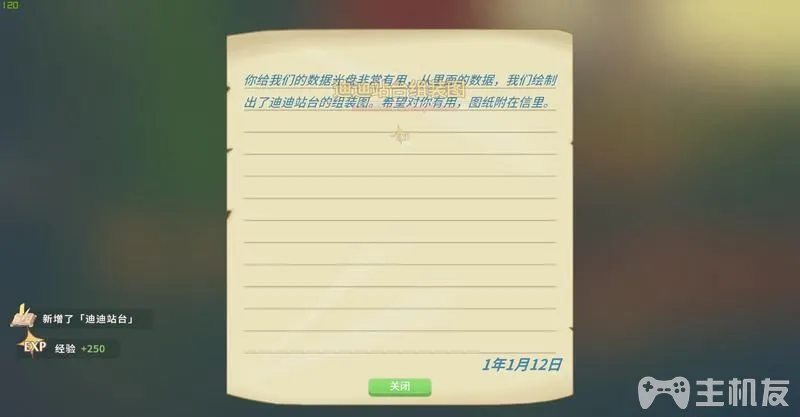 120
你给我们的数据光盘非常有用，从里面的数据，我们绘制
出了迪迪站台的组装图。希望对你有用，图纸附在信里。
迪迪站台组装图
新增了「迪迪站台」
EXP 经验 +250
1年1月12日
关闭
主机友